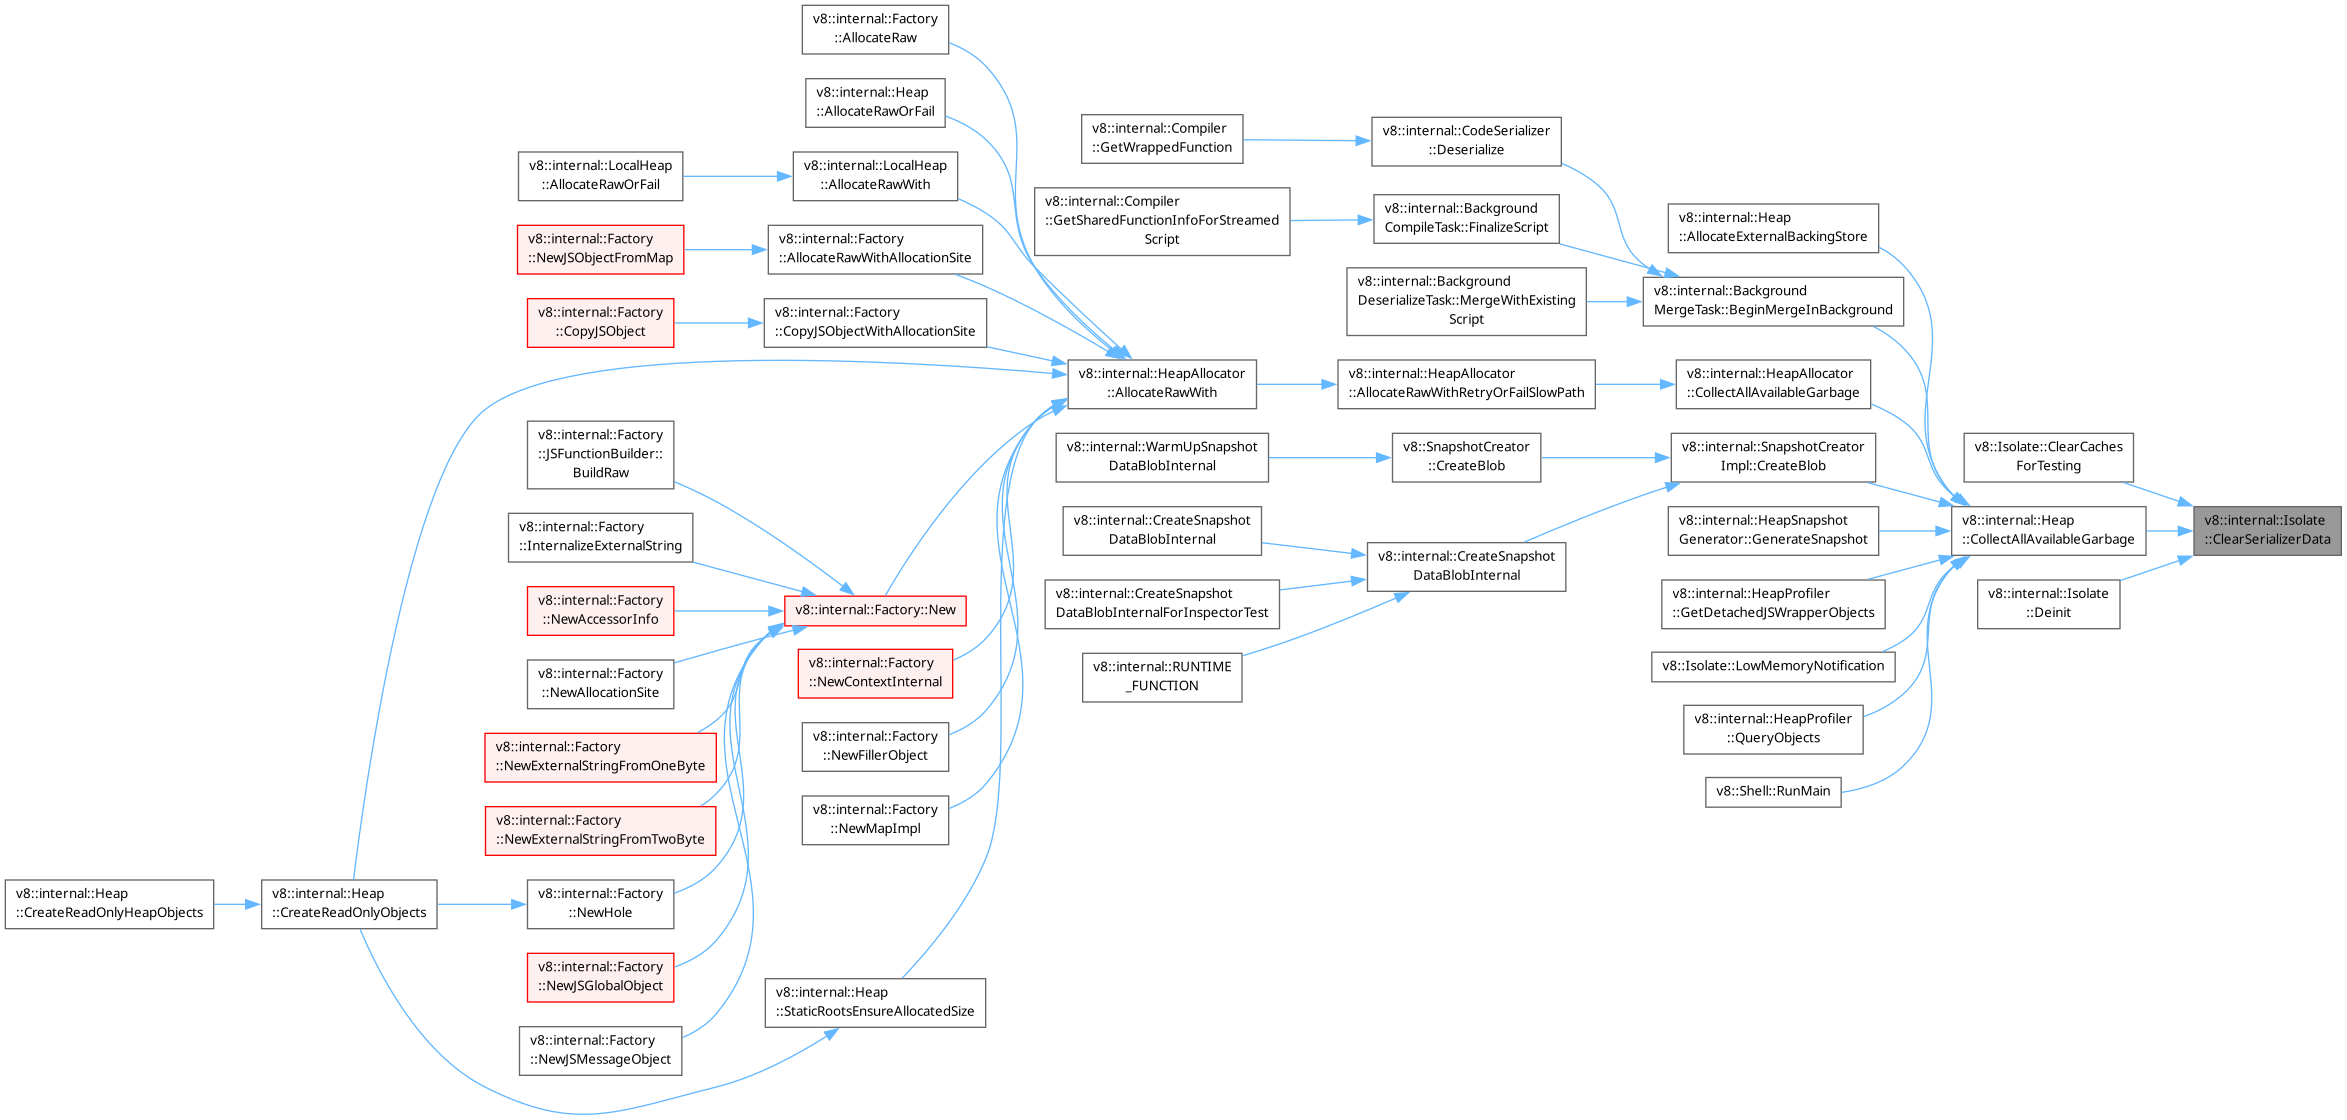 v8::internal::Factory
::AllocateRaw
v8::internal::Heap
::AllocateRawOrFail
v8::internal::LocalHeap
::AllocateRawOrFail
v8::internal::LocalHeap
::AllocateRawWith
v8::internal::Factory
::NewJSObjectFromMap
v8::internal::Factory
::AllocateRawWithAllocationSite
v8::internal::Factory
::CopyJSObject
v8::internal::Factory
::CopyJSObjectWithAllocationSite
v8::internal::Factory
::JSFunctionBuilder::
BuildRaw
v8::internal::Factory
::InternalizeExternalString
v8::internal::Factory
::NewAccessorInfo
v8::internal::Factory
::NewAllocationSite
v8::internal::Factory
::NewExternalStringFromOneByte
v8::internal::Factory
::NewExternalStringFromTwoByte
v8::internal::Heap
::CreateReadOnlyHeapObjects
v8::internal::Heap
::CreateReadOnlyObjects
v8::internal::Factory
::NewHole
v8::internal::Factory
::NewJSGlobalObject
v8::internal::Factory
::NewJSMessageObject
v8::internal::Factory::New
v8::internal::Factory
::NewContextInternal
v8::internal::Factory
::NewFillerObject
v8::internal::Factory
::NewMapImpl
v8::internal::Heap
::StaticRootsEnsureAllocatedSize
v8::internal::Compiler
::GetWrappedFunction
v8::internal::CodeSerializer
::Deserialize
v8::internal::Compiler
::GetSharedFunctionInfoForStreamed
Script
v8::internal::Background
CompileTask::FinalizeScript
v8::internal::Background
DeserializeTask::MergeWithExisting
Script
v8::internal::HeapAllocator
::AllocateRawWith
v8::internal::HeapAllocator
::AllocateRawWithRetryOrFailSlowPath
v8::internal::WarmUpSnapshot
DataBlobInternal
v8::SnapshotCreator
::CreateBlob
v8::internal::CreateSnapshot
DataBlobInternal
v8::internal::CreateSnapshot
DataBlobInternalForInspectorTest
v8::internal::RUNTIME
_FUNCTION
v8::internal::CreateSnapshot
DataBlobInternal
v8::internal::Heap
::AllocateExternalBackingStore
v8::internal::Background
MergeTask::BeginMergeInBackground
v8::internal::HeapAllocator
::CollectAllAvailableGarbage
v8::internal::SnapshotCreator
Impl::CreateBlob
v8::internal::HeapSnapshot
Generator::GenerateSnapshot
v8::internal::HeapProfiler
::GetDetachedJSWrapperObjects
v8::Isolate::LowMemoryNotification
v8::internal::HeapProfiler
::QueryObjects
v8::Shell::RunMain
v8::Isolate::ClearCaches
ForTesting
v8::internal::Heap
::CollectAllAvailableGarbage
v8::internal::Isolate
::Deinit
v8::internal::Isolate
::ClearSerializerData